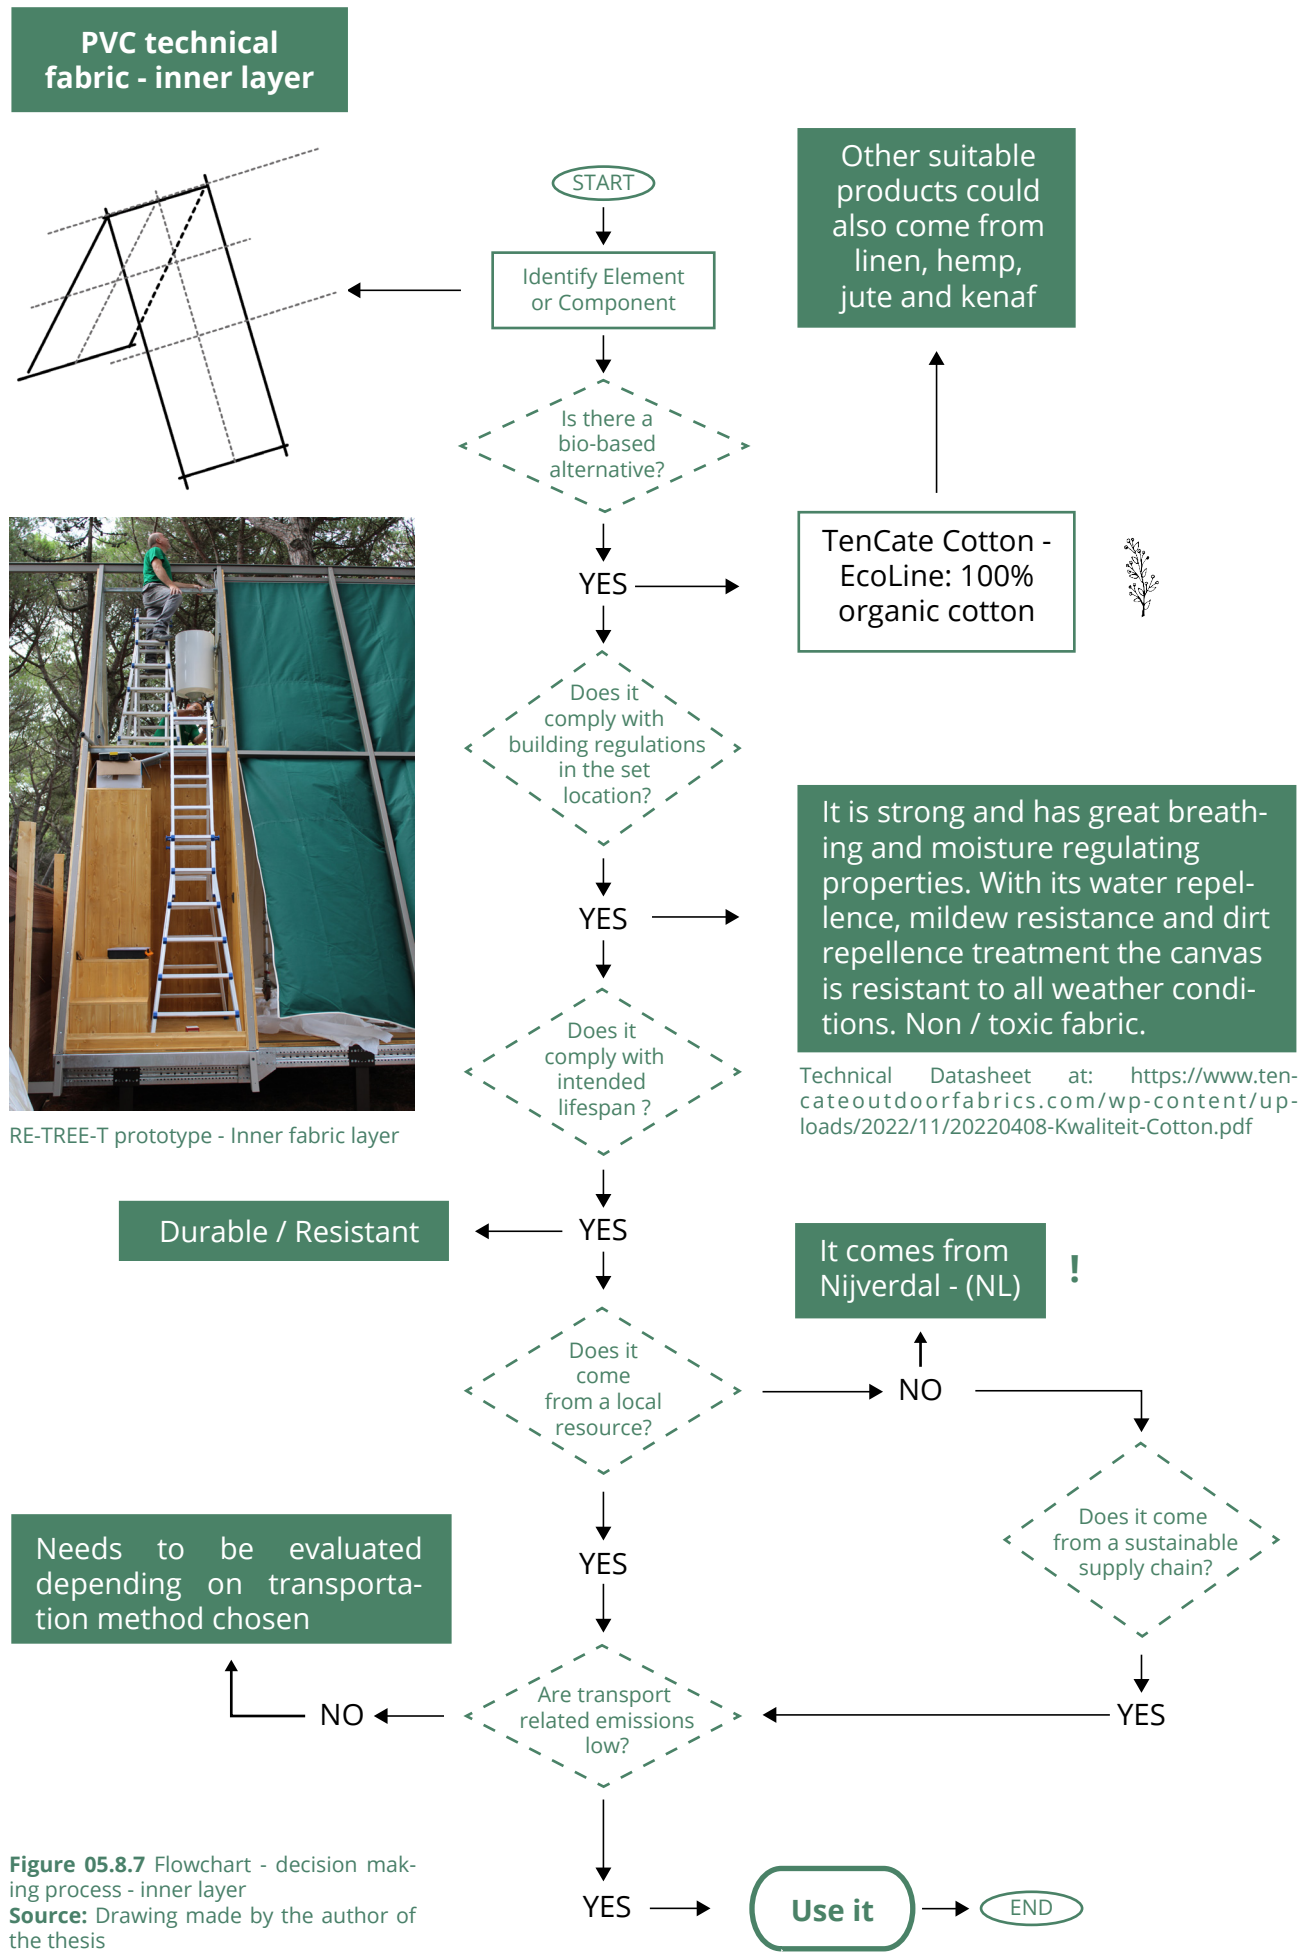 PVC technical
fabric - inner layer
START
Identify Element
or Component
Other suitable
products could
also come from
linen, hemp,
jute and kenaf
Is there a
bio-based
alternative?
YES
TenCate Cotton -
EcoLine: 100%
organic cotton
Does it
comply with
building regulations
in the set
location?
YES
It is strong and has great breath-
ing and moisture regulating
properties. With its water repel-
lence, mildew resistance and dirt
repellence treatment the canvas
is resistant to all weather condi-
tions. Non / toxic fabric.
Technical Datasheet at: https://www.ten-
cateoutdoorfabrics.com/wp-content/up-
loads/2022/11/20220408-Kwaliteit-Cotton.pdf
RE-TREE-T prototype - Inner fabric layer
Does it
comply with
intended
lifespan ?
YES
Durable / Resistant
It comes from
Nijverdal - (NL)
!
Does it
come
from a local
resource?
NO
Does it come
from a sustainable
supply chain?
YES
Needs to be evaluated
depending on transporta-
tion method chosen
Are transport
related emissions
low?
NO
YES
YES
Use it
END
Figure 05.8.7 Flowchart - decision mak-
ing process - inner layer
Source: Drawing made by the author of
the thesis